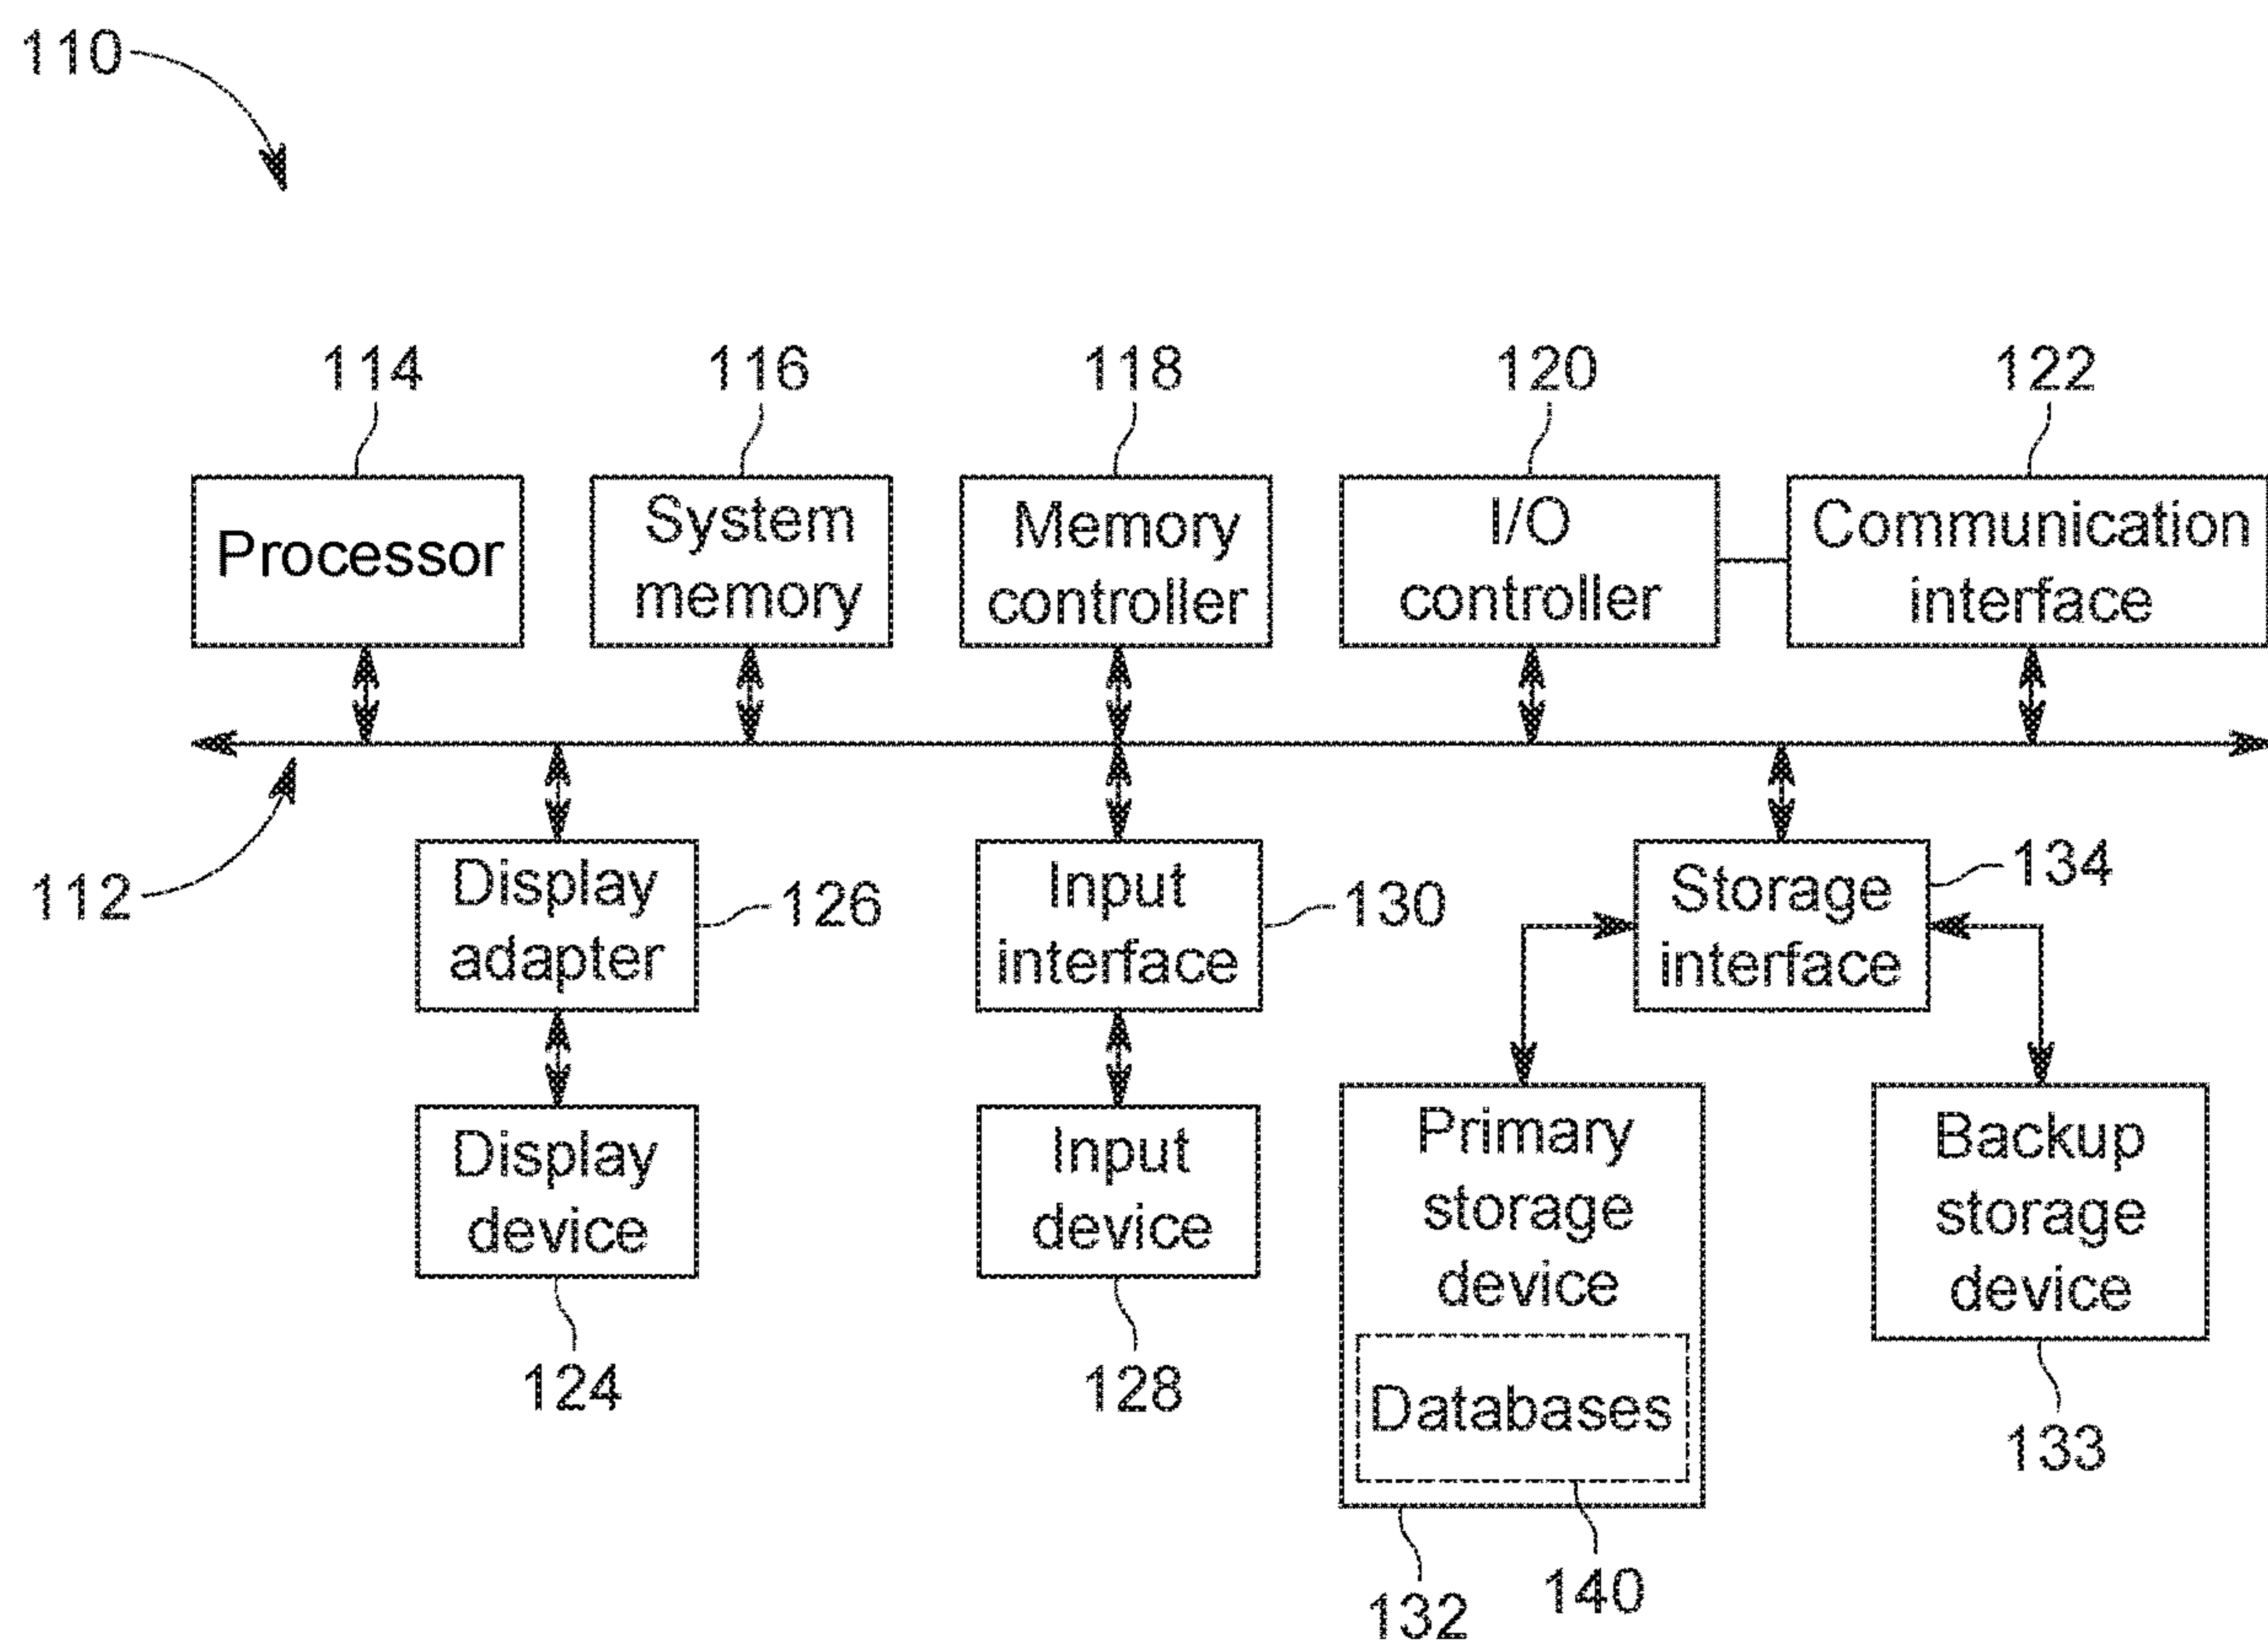 110
114
116
118
120
122
Processor
System
memory
Memory
controller
I/O
controller
Communication
interface
112
Display
adapter
126
Input
interface
130
Storage
interface
134
Display
device
124
Input
device
128
Primary
storage
device
Databases
132
140
Backup
storage
device
133